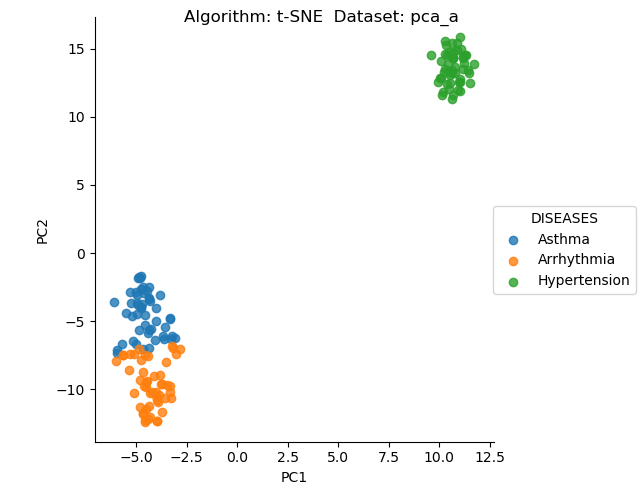 Algorithm: t-SNE  Dataset: pca_a
15
10
5
0
−5
−10
PC2
−5.0
−2.5
0.0
2.5
5.0
7.5
10.0
12.5
PC1
DISEASES
Asthma
Arrhythmia
Hypertension